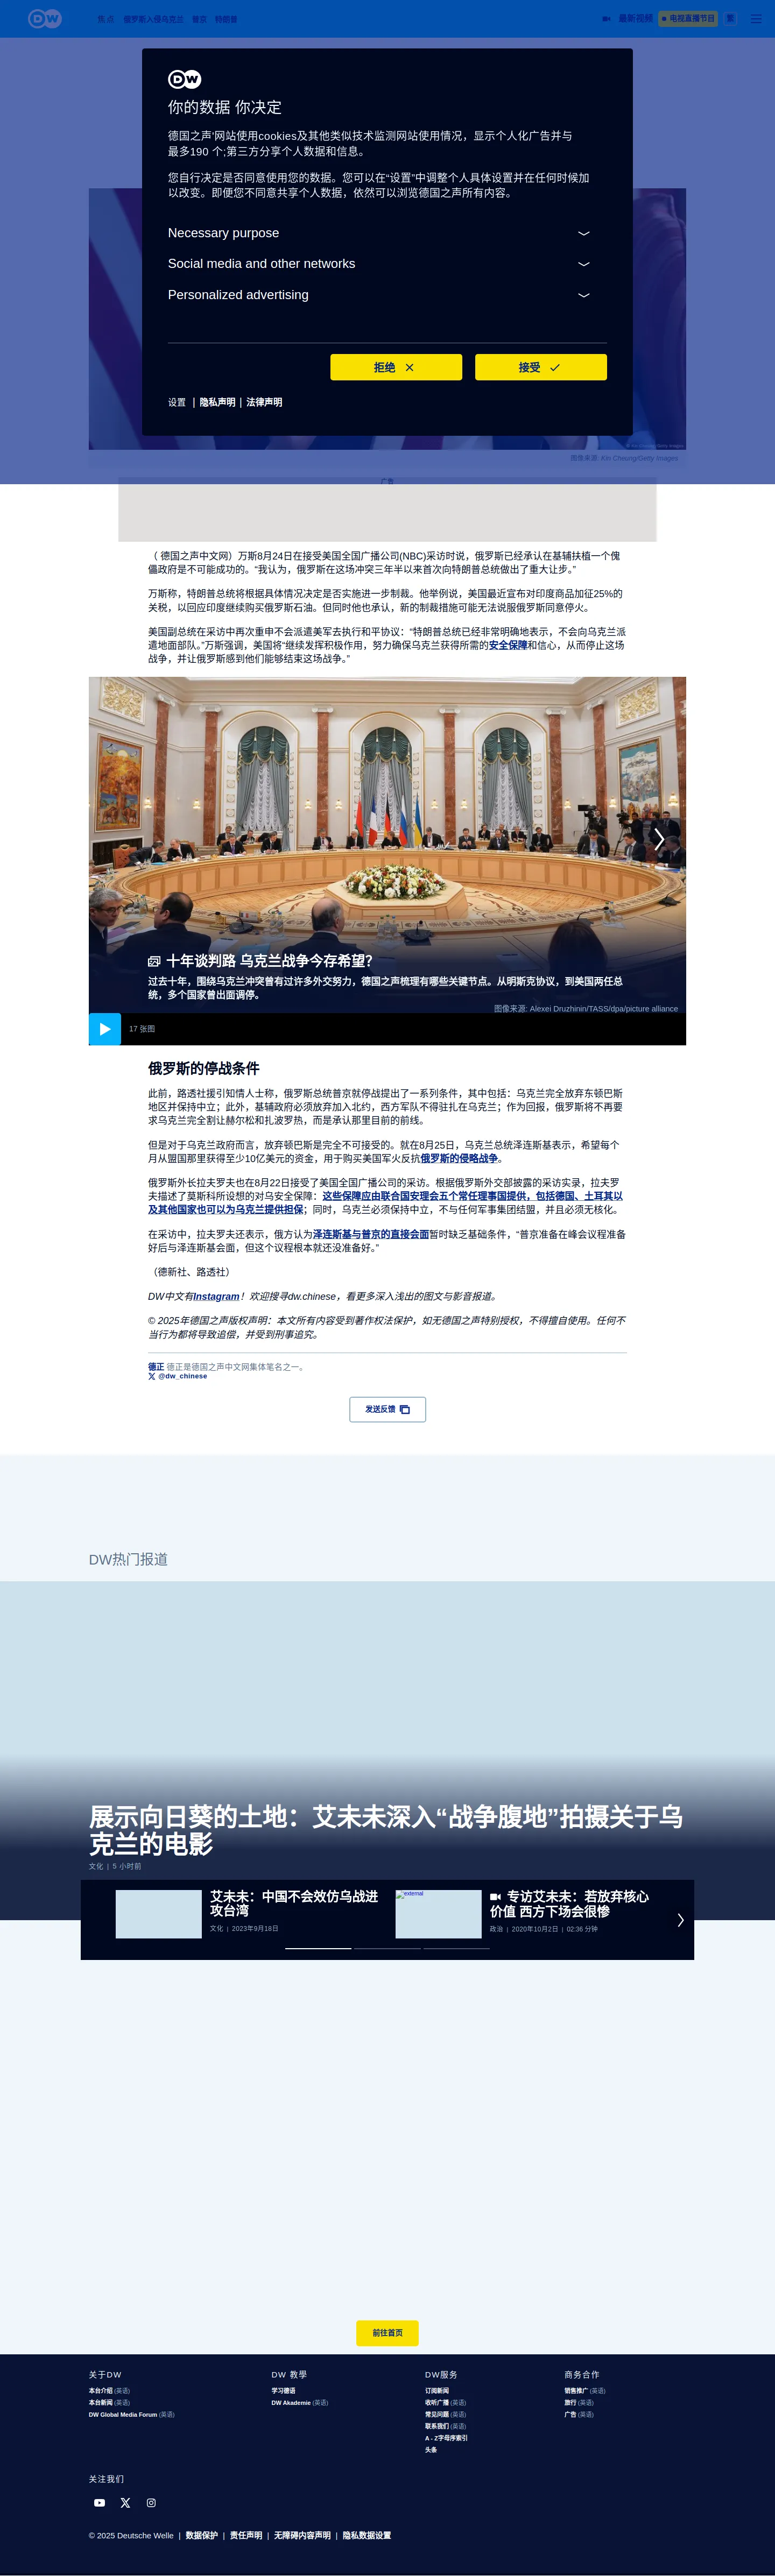 DW
焦点 俄罗斯入侵乌克兰 普京 特朗普
最新视频
电视直播节目
繁
DW
你的数据 你决定
德国之声'网站使用cookies及其他类似技术监测网站使用情况，显示个人化广告并与
最多190 个;第三方分享个人数据和信息。
您自行决定是否同意使用您的数据。您可以在“设置”中调整个人具体设置并在任何时候加
以改变。即便您不同意共享个人数据，依然可以浏览德国之声所有内容。
Necessary purpose
Social media and other networks
Personalized advertising
拒绝
接受
设置 | 隐私声明 | 法律声明
图像来源: Kin Cheung/Getty Images
广告
（ 德国之声中文网）万斯8月24日在接受美国全国广播公司(NBC)采访时说，俄罗斯已经承认在基辅扶植一个傀
儡政府是不可能成功的。“我认为，俄罗斯在这场冲突三年半以来首次向特朗普总统做出了重大让步。”
万斯称，特朗普总统将根据具体情况决定是否实施进一步制裁。他举例说，美国最近宣布对印度商品加征25%的
关税，以回应印度继续购买俄罗斯石油。但同时他也承认，新的制裁措施可能无法说服俄罗斯同意停火。
美国副总统在采访中再次重申不会派遣美军去执行和平协议：“特朗普总统已经非常明确地表示，不会向乌克兰派
遣地面部队。”万斯强调，美国将“继续发挥积极作用，努力确保乌克兰获得所需的安全保障和信心，从而停止这场
战争，并让俄罗斯感到他们能够结束这场战争。”
十年谈判路 乌克兰战争今存希望?
过去十年，围绕乌克兰冲突曾有过许多外交努力，德国之声梳理有哪些关键节点。从明斯克协议，到美国两任总
统，多个国家曾出面调停。
图像来源: Alexei Druzhinin/TASS/dpa/picture alliance
17 张图
俄罗斯的停战条件
此前，路透社援引知情人士称，俄罗斯总统普京就停战提出了一系列条件，其中包括：乌克兰完全放弃东顿巴斯
地区并保持中立；此外，基辅政府必须放弃加入北约，西方军队不得驻扎在乌克兰；作为回报，俄罗斯将不再要
求乌克兰完全割让赫尔松和扎波罗热，而是承认那里目前的前线。
但是对于乌克兰政府而言，放弃顿巴斯是完全不可接受的。就在8月25日，乌克兰总统泽连斯基表示，希望每个
月从盟国那里获得至少10亿美元的资金，用于购买美国军火反抗俄罗斯的侵略战争。
俄罗斯外长拉夫罗夫也在8月22日接受了美国全国广播公司的采访。根据俄罗斯外交部披露的采访实录，拉夫罗
夫描述了莫斯科所设想的对乌安全保障：这些保障应由联合国安理会五个常任理事国提供，包括德国、土耳其以
及其他国家也可以为乌克兰提供担保；同时，乌克兰必须保持中立，不与任何军事集团结盟，并且必须无核化。
在采访中，拉夫罗夫还表示，俄方认为泽连斯基与普京的直接会面暂时缺乏基础条件，“普京准备在峰会议程准备
好后与泽连斯基会面，但这个议程根本就还没准备好。”
（德新社、路透社）
DW中文有Instagram！欢迎搜寻dw.chinese，看更多深入浅出的图文与影音报道。
© 2025年德国之声版权声明：本文所有内容受到著作权法保护，如无德国之声特别授权，不得擅自使用。任何不
当行为都将导致追偿，并受到刑事追究。
德正 德正是德国之声中文网集体笔名之一。
@dw_chinese
发送反馈
DW热门报道
展示向日葵的土地：艾未未深入“战争腹地”拍摄关于乌
克兰的电影
文化 | 5 小时前
艾未未：中国不会效仿乌战进
攻台湾
文化 | 2023年9月18日
external
专访艾未未：若放弃核心
价值 西方下场会很惨
政治 | 2020年10月2日 | 02:36 分钟
前往首页
关于DW
本台介绍 (英语)
本台新闻 (英语)
DW Global Media Forum (英语)
DW 教學
学习德语
DW Akademie (英语)
DW服务
订阅新闻
收听广播 (英语)
常见问题 (英语)
联系我们 (英语)
A - Z字母序索引
头条
商务合作
销售推广 (英语)
旅行 (英语)
广告 (英语)
关注我们
© 2025 Deutsche Welle | 数据保护 | 责任声明 | 无障碍内容声明 | 隐私数据设置